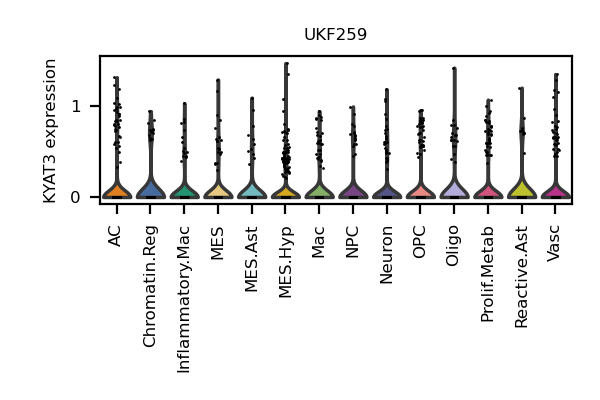 UKF259
KYAT3 expression
1
0
AC
Chromatin.Reg
Inflammatory.Mac
MES
MES.Ast
MES.Hyp
Mac
NPC
Neuron
OPC
Oligo
Prolif.Metab
Reactive.Ast
Vasc